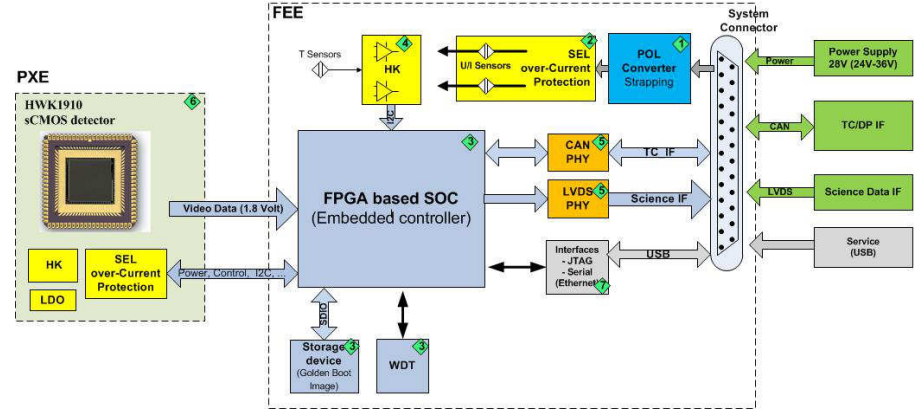 FEE
System
Connector
T Sensors
4
HK
U/I Sensors
2
SEL
over-Current
Protection
1
POL
Converter
Strapping
Power
Power Supply
28V (24V-36V)
PXE
HWK1910
sCMOS detector
6
I2C
3
FPGA based SOC
(Embedded controller)
CAN
PHY
5
TC IF
CAN
TC/DP IF
LVDS
PHY
5
Science IF
LVDS
Science Data IF
Video Data (1.8 Volt)
HK
LDO
SEL
over-Current
Protection
Power, Control, I2C, ...
Interfaces
- JTAG
- Serial
(Ethernet)
7
USB
Service
(USB)
SDIO
Storage
device
(Golden Boot
Image)
3
WDT
3